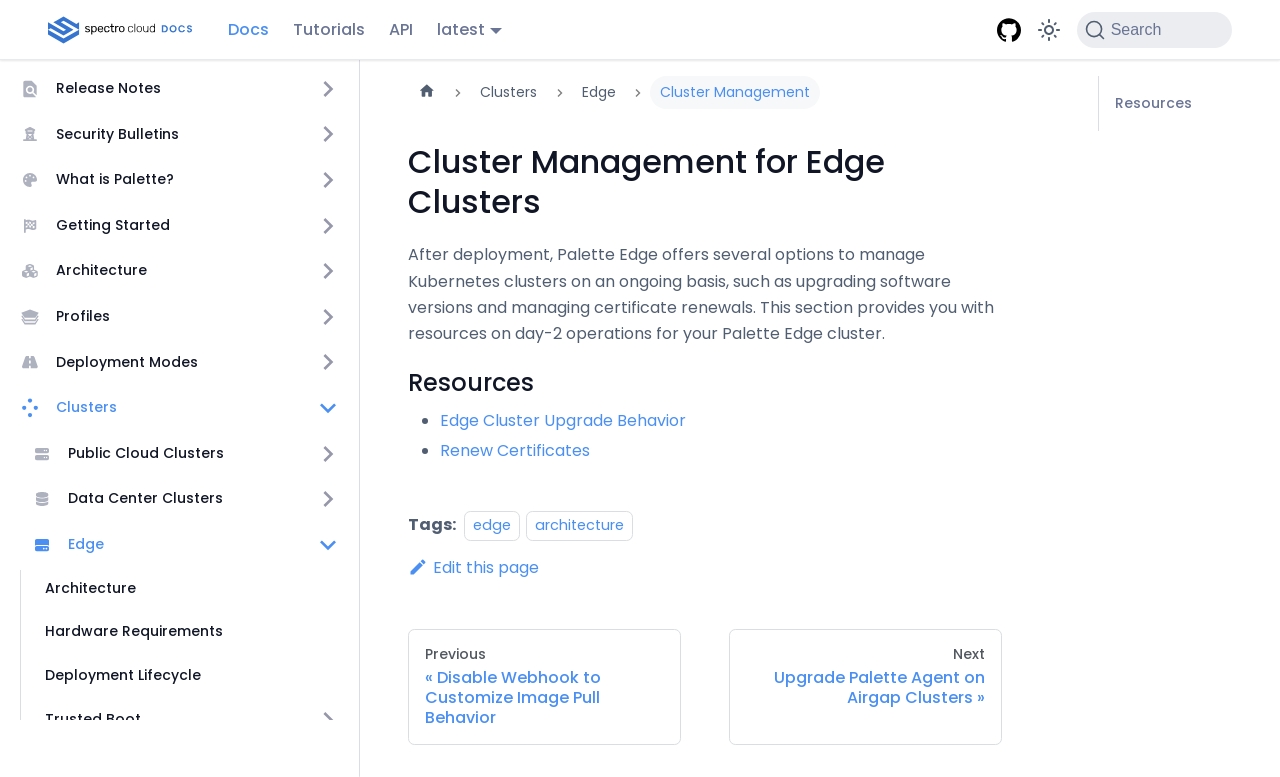 spectro cloud DOCS
Docs
Tutorials
API
latest
Search
Release Notes
Security Bulletins
What is Palette?
Getting Started
Architecture
Profiles
Deployment Modes
Clusters
Public Cloud Clusters
Data Center Clusters
Edge
Architecture
Hardware Requirements
Deployment Lifecycle
Trusted Boot
Clusters
Edge
Cluster Management
Cluster Management for Edge
Clusters
After deployment, Palette Edge offers several options to manage
Kubernetes clusters on an ongoing basis, such as upgrading software
versions and managing certificate renewals. This section provides you with
resources on day-2 operations for your Palette Edge cluster.
Resources
Edge Cluster Upgrade Behavior
Renew Certificates
Tags: edge architecture
Edit this page
Previous
« Disable Webhook to
Customize Image Pull
Behavior
Next
Upgrade Palette Agent on
Airgap Clusters »
Resources